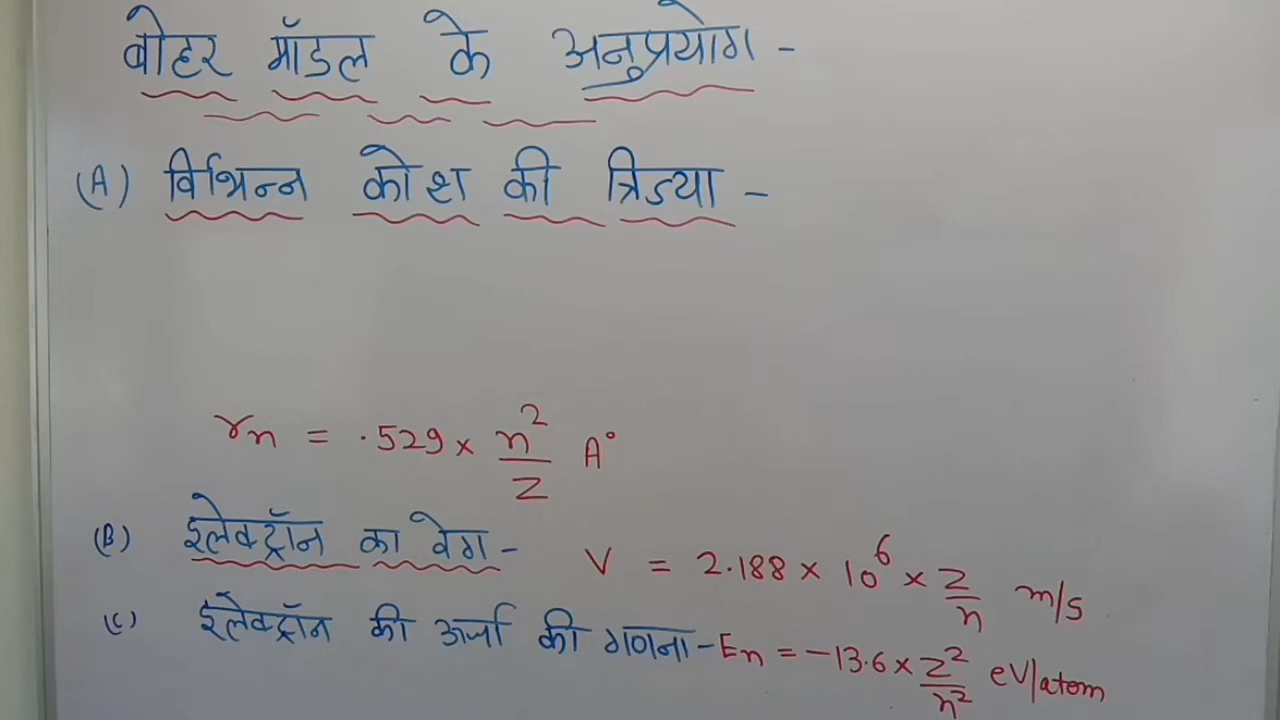 बोहर मॉडल के अनुप्रयोग -
(A) विभिन्न कोश की त्रिज्या -
rn = .529 × n²/Z A°
(B) इलेक्ट्रॉन का वेग - V = 2.188 × 10⁶ × Z/n m/s
(C) इलेक्ट्रॉन की ऊर्जा की गणना - En = -13.6 × Z²/n² eV/atom